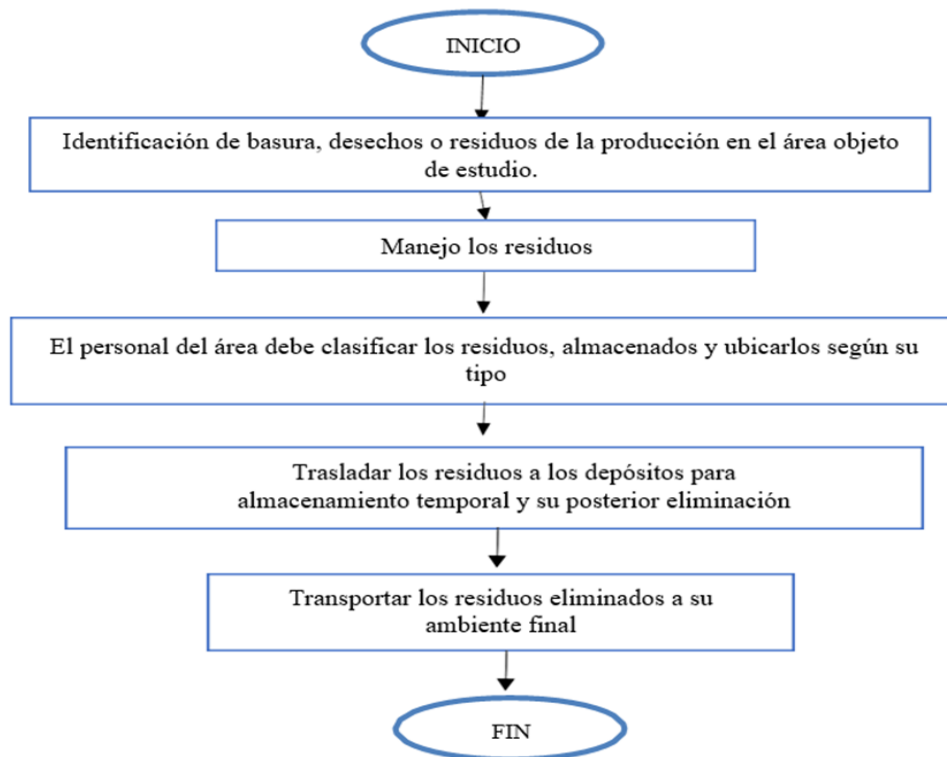 INICIO
Identificación de basura, desechos o residuos de la producción en el área objeto
de estudio.
Manejo los residuos
El personal del área debe clasificar los residuos, almacenados y ubicarlos según su
tipo
Trasladar los residuos a los depósitos para
almacenamiento temporal y su posterior eliminación
Transportar los residuos eliminados a su
ambiente final
FIN